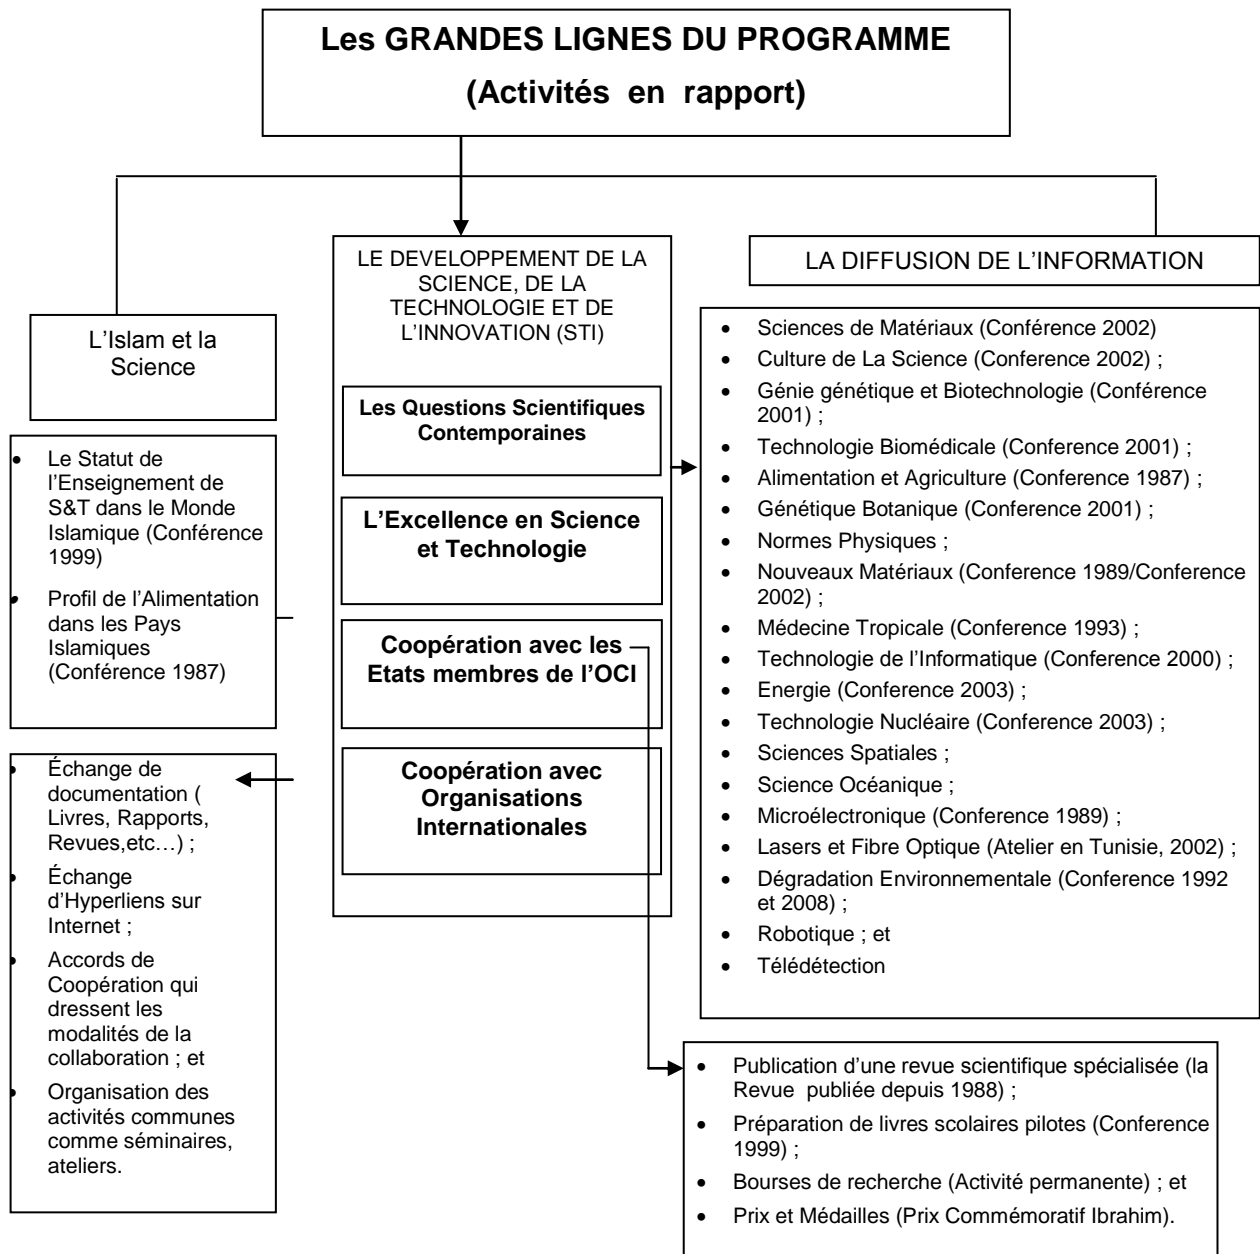 Les GRANDES LIGNES DU PROGRAMME
(Activités en rapport)
L’Islam et la
Science
• Le Statut de
l’Enseignement de
S&T dans le Monde
Islamique (Conférence
1999)
• Profil de l’Alimentation
dans les Pays
Islamiques
(Conférence 1987)
• Échange de
documentation (
Livres, Rapports,
Revues,etc…) ;
• Échange
d’Hyperliens sur
Internet ;
• Accords de
Coopération qui
dressent les
modalités de la
collaboration ; et
• Organisation des
activités communes
comme séminaires,
ateliers.
LE DEVELOPPEMENT DE LA
SCIENCE, DE LA
TECHNOLOGIE ET DE
L’INNOVATION (STI)
Les Questions Scientifiques
Contemporaines
L’Excellence en Science
et Technologie
Coopération avec les
Etats membres de l’OCI
Coopération avec
Organisations
Internationales
LA DIFFUSION DE L’INFORMATION
• Sciences de Matériaux (Conférence 2002)
• Culture de La Science (Conference 2002) ;
• Génie génétique et Biotechnologie (Conférence
2001) ;
• Technologie Biomédicale (Conference 2001) ;
• Alimentation et Agriculture (Conference 1987) ;
• Génétique Botanique (Conference 2001) ;
• Normes Physiques ;
• Nouveaux Matériaux (Conference 1989/Conference
2002) ;
• Médecine Tropicale (Conference 1993) ;
• Technologie de l’Informatique (Conference 2000) ;
• Energie (Conference 2003) ;
• Technologie Nucléaire (Conference 2003) ;
• Sciences Spatiales ;
• Science Océanique ;
• Microélectronique (Conference 1989) ;
• Lasers et Fibre Optique (Atelier en Tunisie, 2002) ;
• Dégradation Environnementale (Conference 1992
et 2008) ;
• Robotique ; et
• Télédétection
• Publication d’une revue scientifique spécialisée (la
Revue publiée depuis 1988) ;
• Préparation de livres scolaires pilotes (Conference
1999) ;
• Bourses de recherche (Activité permanente) ; et
• Prix et Médailles (Prix Commémoratif Ibrahim).